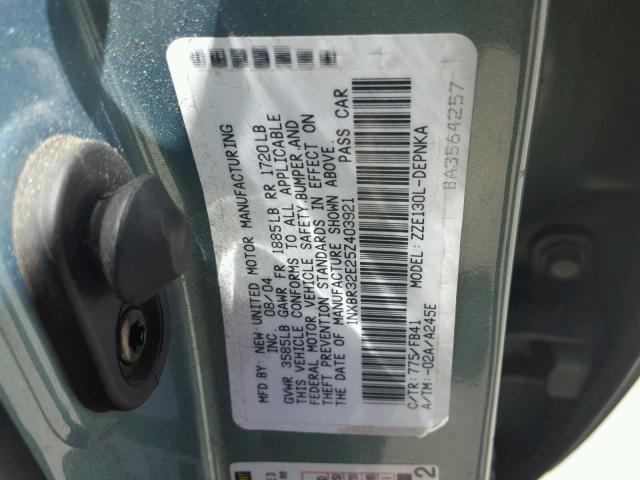 MFD BY: NEW UNITED MOTOR MANUFACTURING
INC. 08/04
GVWR 3585LB GAWR FR 1885LB RR 1720LB
THIS VEHICLE CONFORMS TO ALL APPLICABLE
FEDERAL MOTOR VEHICLE SAFETY,BUMPER,AND
THEFT PREVENTION STANDARDS IN EFFECT ON
THE DATE OF MANUFACTURE SHOWN ABOVE.
1NXBR32E25Z403921 PASS CAR
C/TR: 775/FB41 MODEL: ZZE130L-DEPNKA
A/TM: -02A/A245E
BA3564257
2